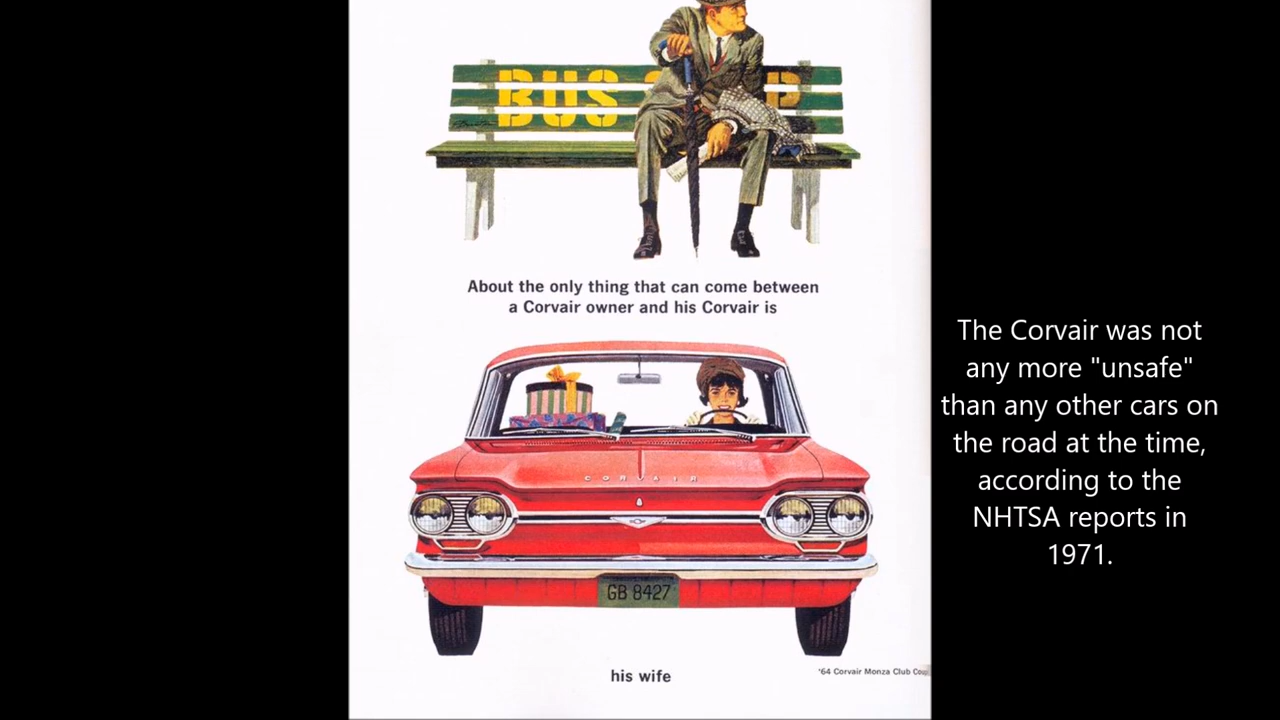 BUS
About the only thing that can come between
a Corvair owner and his Corvair is
CORVAIR
GB 8427
his wife
'64 Corvair Monza Club
The Corvair was not
any more "unsafe"
than any other cars on
the road at the time,
according to the
NHTSA reports in
1971.